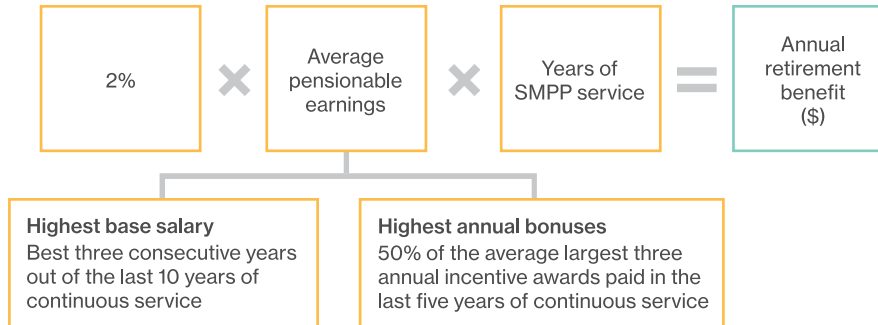 2%
×
Average
pensionable
earnings
×
Years of
SMPP service
=
Annual
retirement
benefit
($)
Highest base salary
Best three consecutive years
out of the last 10 years of
continuous service
Highest annual bonuses
50% of the average largest three
annual incentive awards paid in the
last five years of continuous service